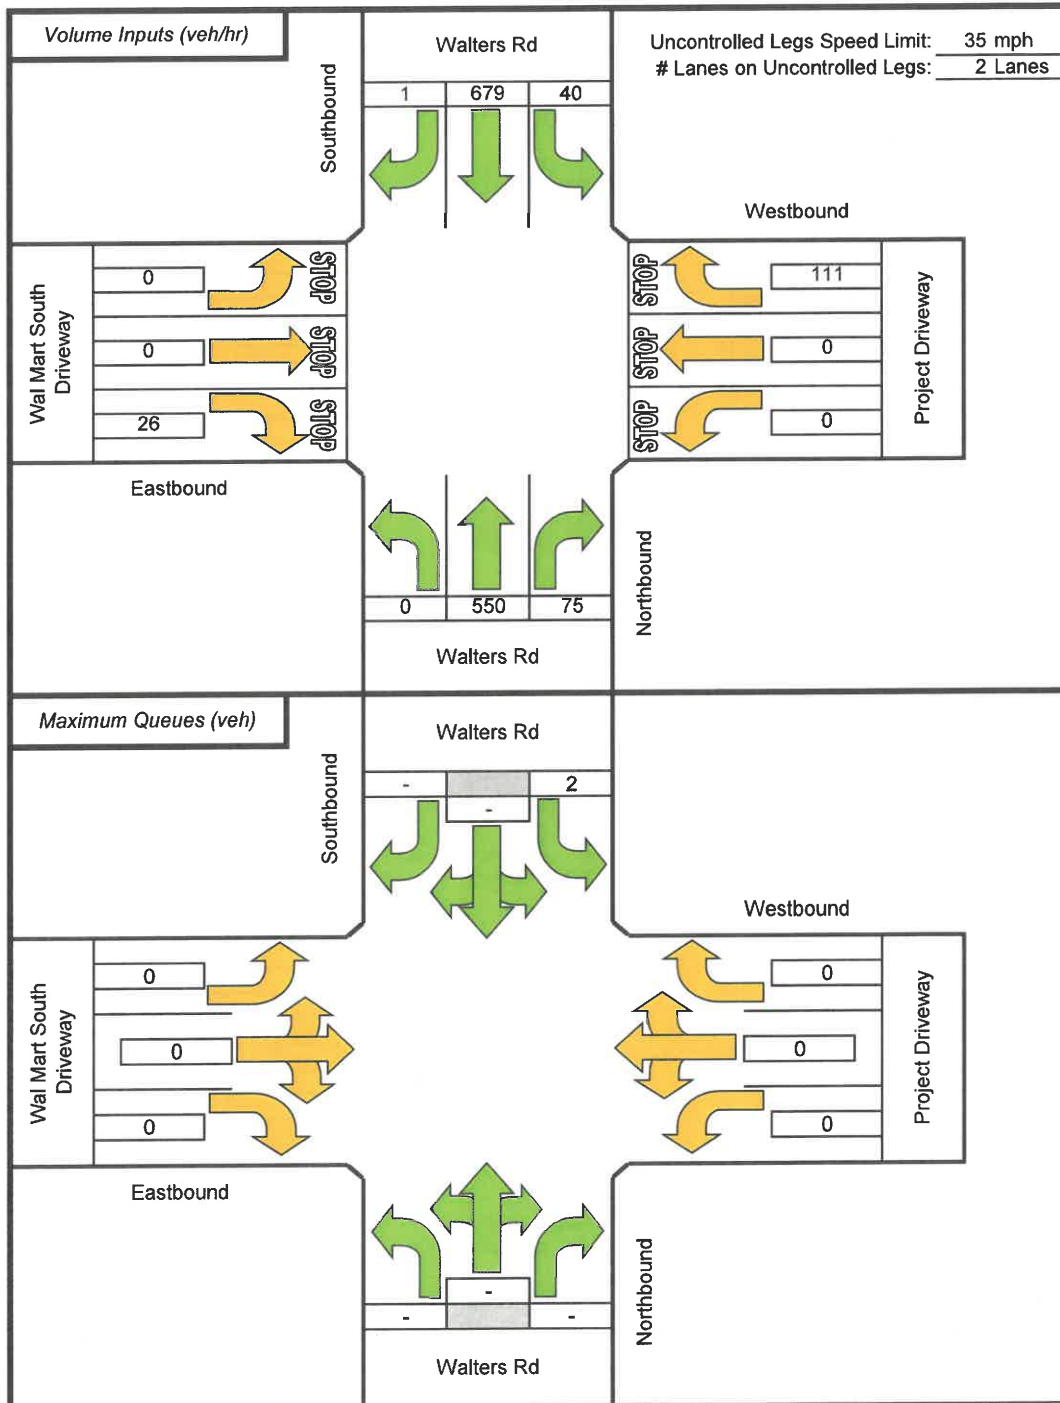 Volume Inputs (veh/hr)
Walters Rd
Uncontrolled Legs Speed Limit: 35 mph
# Lanes on Uncontrolled Legs: 2 Lanes
1 679 40
Southbound
Westbound
Wal Mart South
Driveway
0
STOP
0
STOP
26
STOP
STOP
111
STOP
0
STOP
0
Project Driveway
Eastbound
Northbound
0 550 75
Walters Rd
Maximum Queues (veh)
Walters Rd
- 2
-
Southbound
Westbound
Wal Mart South
Driveway
0
0
0
0
0
0
Project Driveway
Eastbound
Northbound
-
- -
Walters Rd